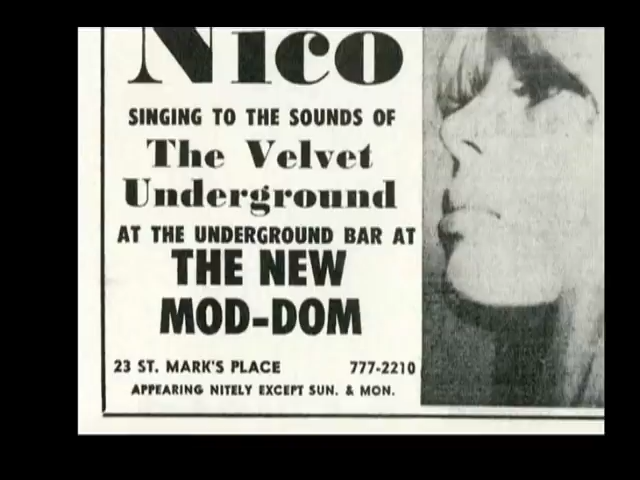 Nico
SINGING TO THE SOUNDS OF
The Velvet
Underground
AT THE UNDERGROUND BAR AT
THE NEW
MOD-DOM
23 ST. MARK'S PLACE 777-2210
APPEARING NITELY EXCEPT SUN. & MON.